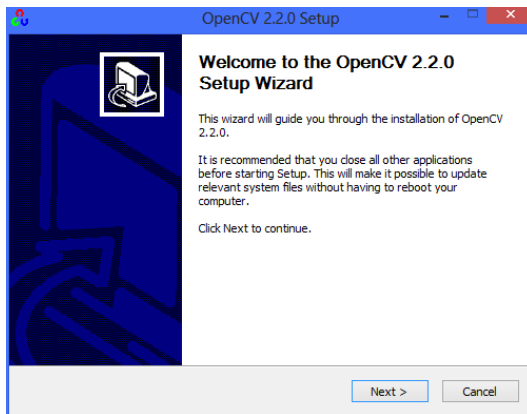 OpenCV 2.2.0 Setup
Welcome to the OpenCV 2.2.0
Setup Wizard
This wizard will guide you through the installation of OpenCV
2.2.0.
It is recommended that you close all other applications
before starting Setup. This will make it possible to update
relevant system files without having to reboot your
computer.
Click Next to continue.
Next >
Cancel